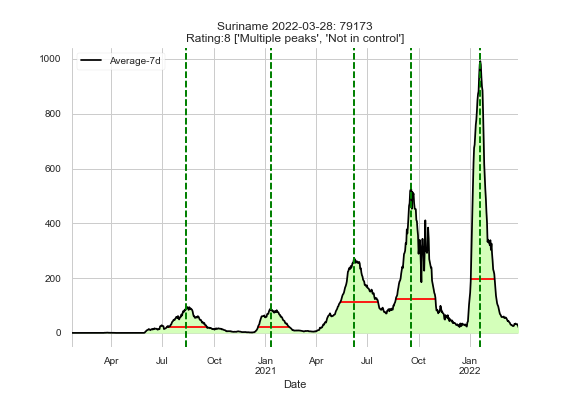 Suriname 2022-03-28: 79173
Rating:8 ['Multiple peaks', 'Not in control']
Average-7d
1000
800
600
400
200
0
Apr Jul Oct Jan Apr Jul Oct Jan
2021 2022
Date